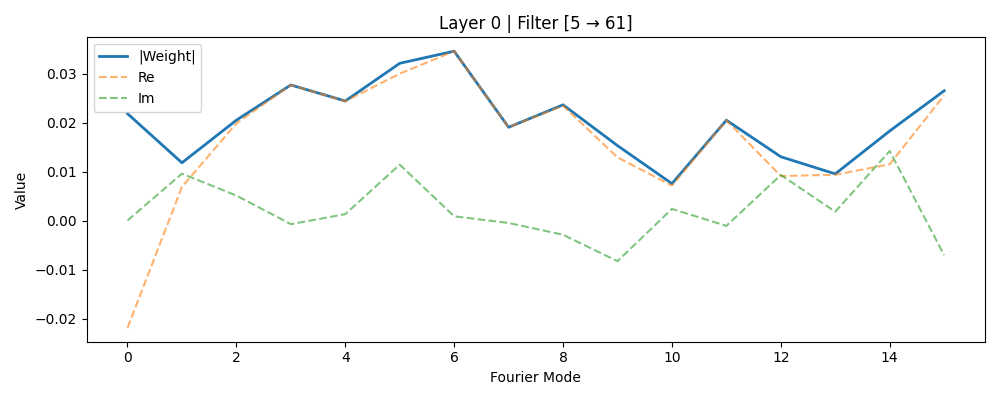 Layer 0 | Filter [5 → 61]
|Weight|
Re
Im
Value
0.03
0.02
0.01
0.00
−0.01
−0.02
0 2 4 6 8 10 12 14
Fourier Mode